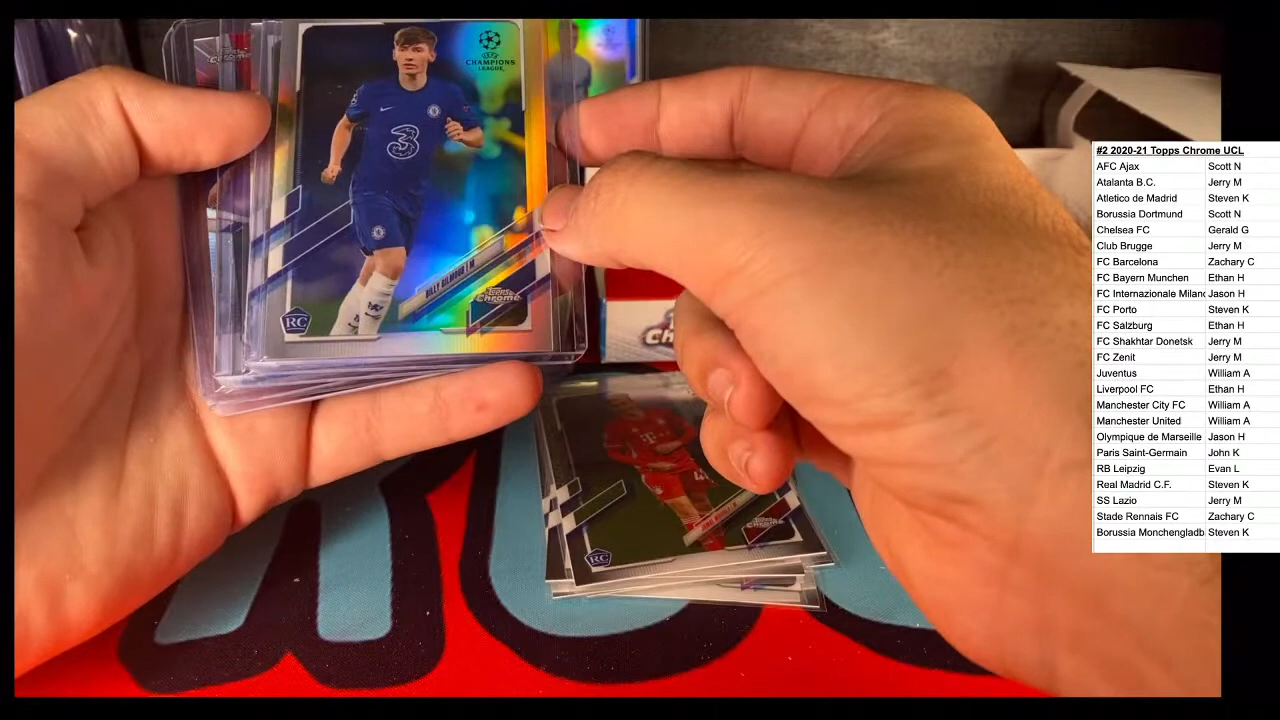 UEFA
CHAMPIONS
LEAGUE
3
BILLY GILMOUR | M
Topps
Chrome
RC
RC
#2 2020-21 Topps Chrome UCL
AFC Ajax Scott N
Atalanta B.C. Jerry M
Atletico de Madrid Steven K
Borussia Dortmund Scott N
Chelsea FC Gerald G
Club Brugge Jerry M
FC Barcelona Zachary C
FC Bayern Munchen Ethan H
FC Internazionale Milano Jason H
FC Porto Steven K
FC Salzburg Ethan H
FC Shakhtar Donetsk Jerry M
FC Zenit Jerry M
Juventus William A
Liverpool FC Ethan H
Manchester City FC William A
Manchester United William A
Olympique de Marseille Jason H
Paris Saint-Germain John K
RB Leipzig Evan L
Real Madrid C.F. Steven K
SS Lazio Jerry M
Stade Rennais FC Zachary C
Borussia Monchengladb Steven K